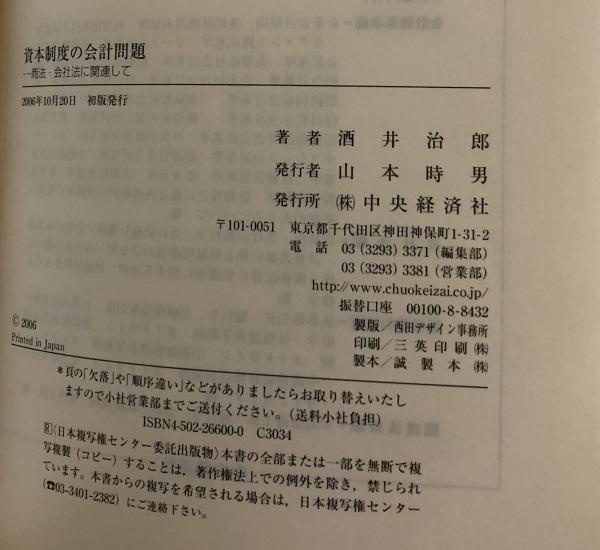 資本制度の会計問題
―商法・会社法に関連して
2006年10月20日 初版発行
著者 酒井治郎
発行者 山本時男
発行所 ㈱中央経済社
〒101-0051 東京都千代田区神田神保町1-31-2
電話 03 (3293) 3371 (編集部)
03 (3293) 3381 (営業部)
http://www.chuokeizai.co.jp/
振替口座 00100-8-8432
製版/西田デザイン事務所
印刷/三英印刷㈱
製本/誠製本㈱
© 2006
Printed in Japan
*頁の「欠落」や「順序違い」などがありましたらお取り替えいたし
ますので小社営業部までご送付ください。(送料小社負担)
ISBN4-502-26600-0 C3034
〈日本複写権センター委託出版物〉本書の全部または一部を無断で複
写複製(コピー)することは,著作権法上での例外を除き,禁じられ
ています。本書からの複写を希望される場合は,日本複写権センター
(☎03-3401-2382)にご連絡下さい。